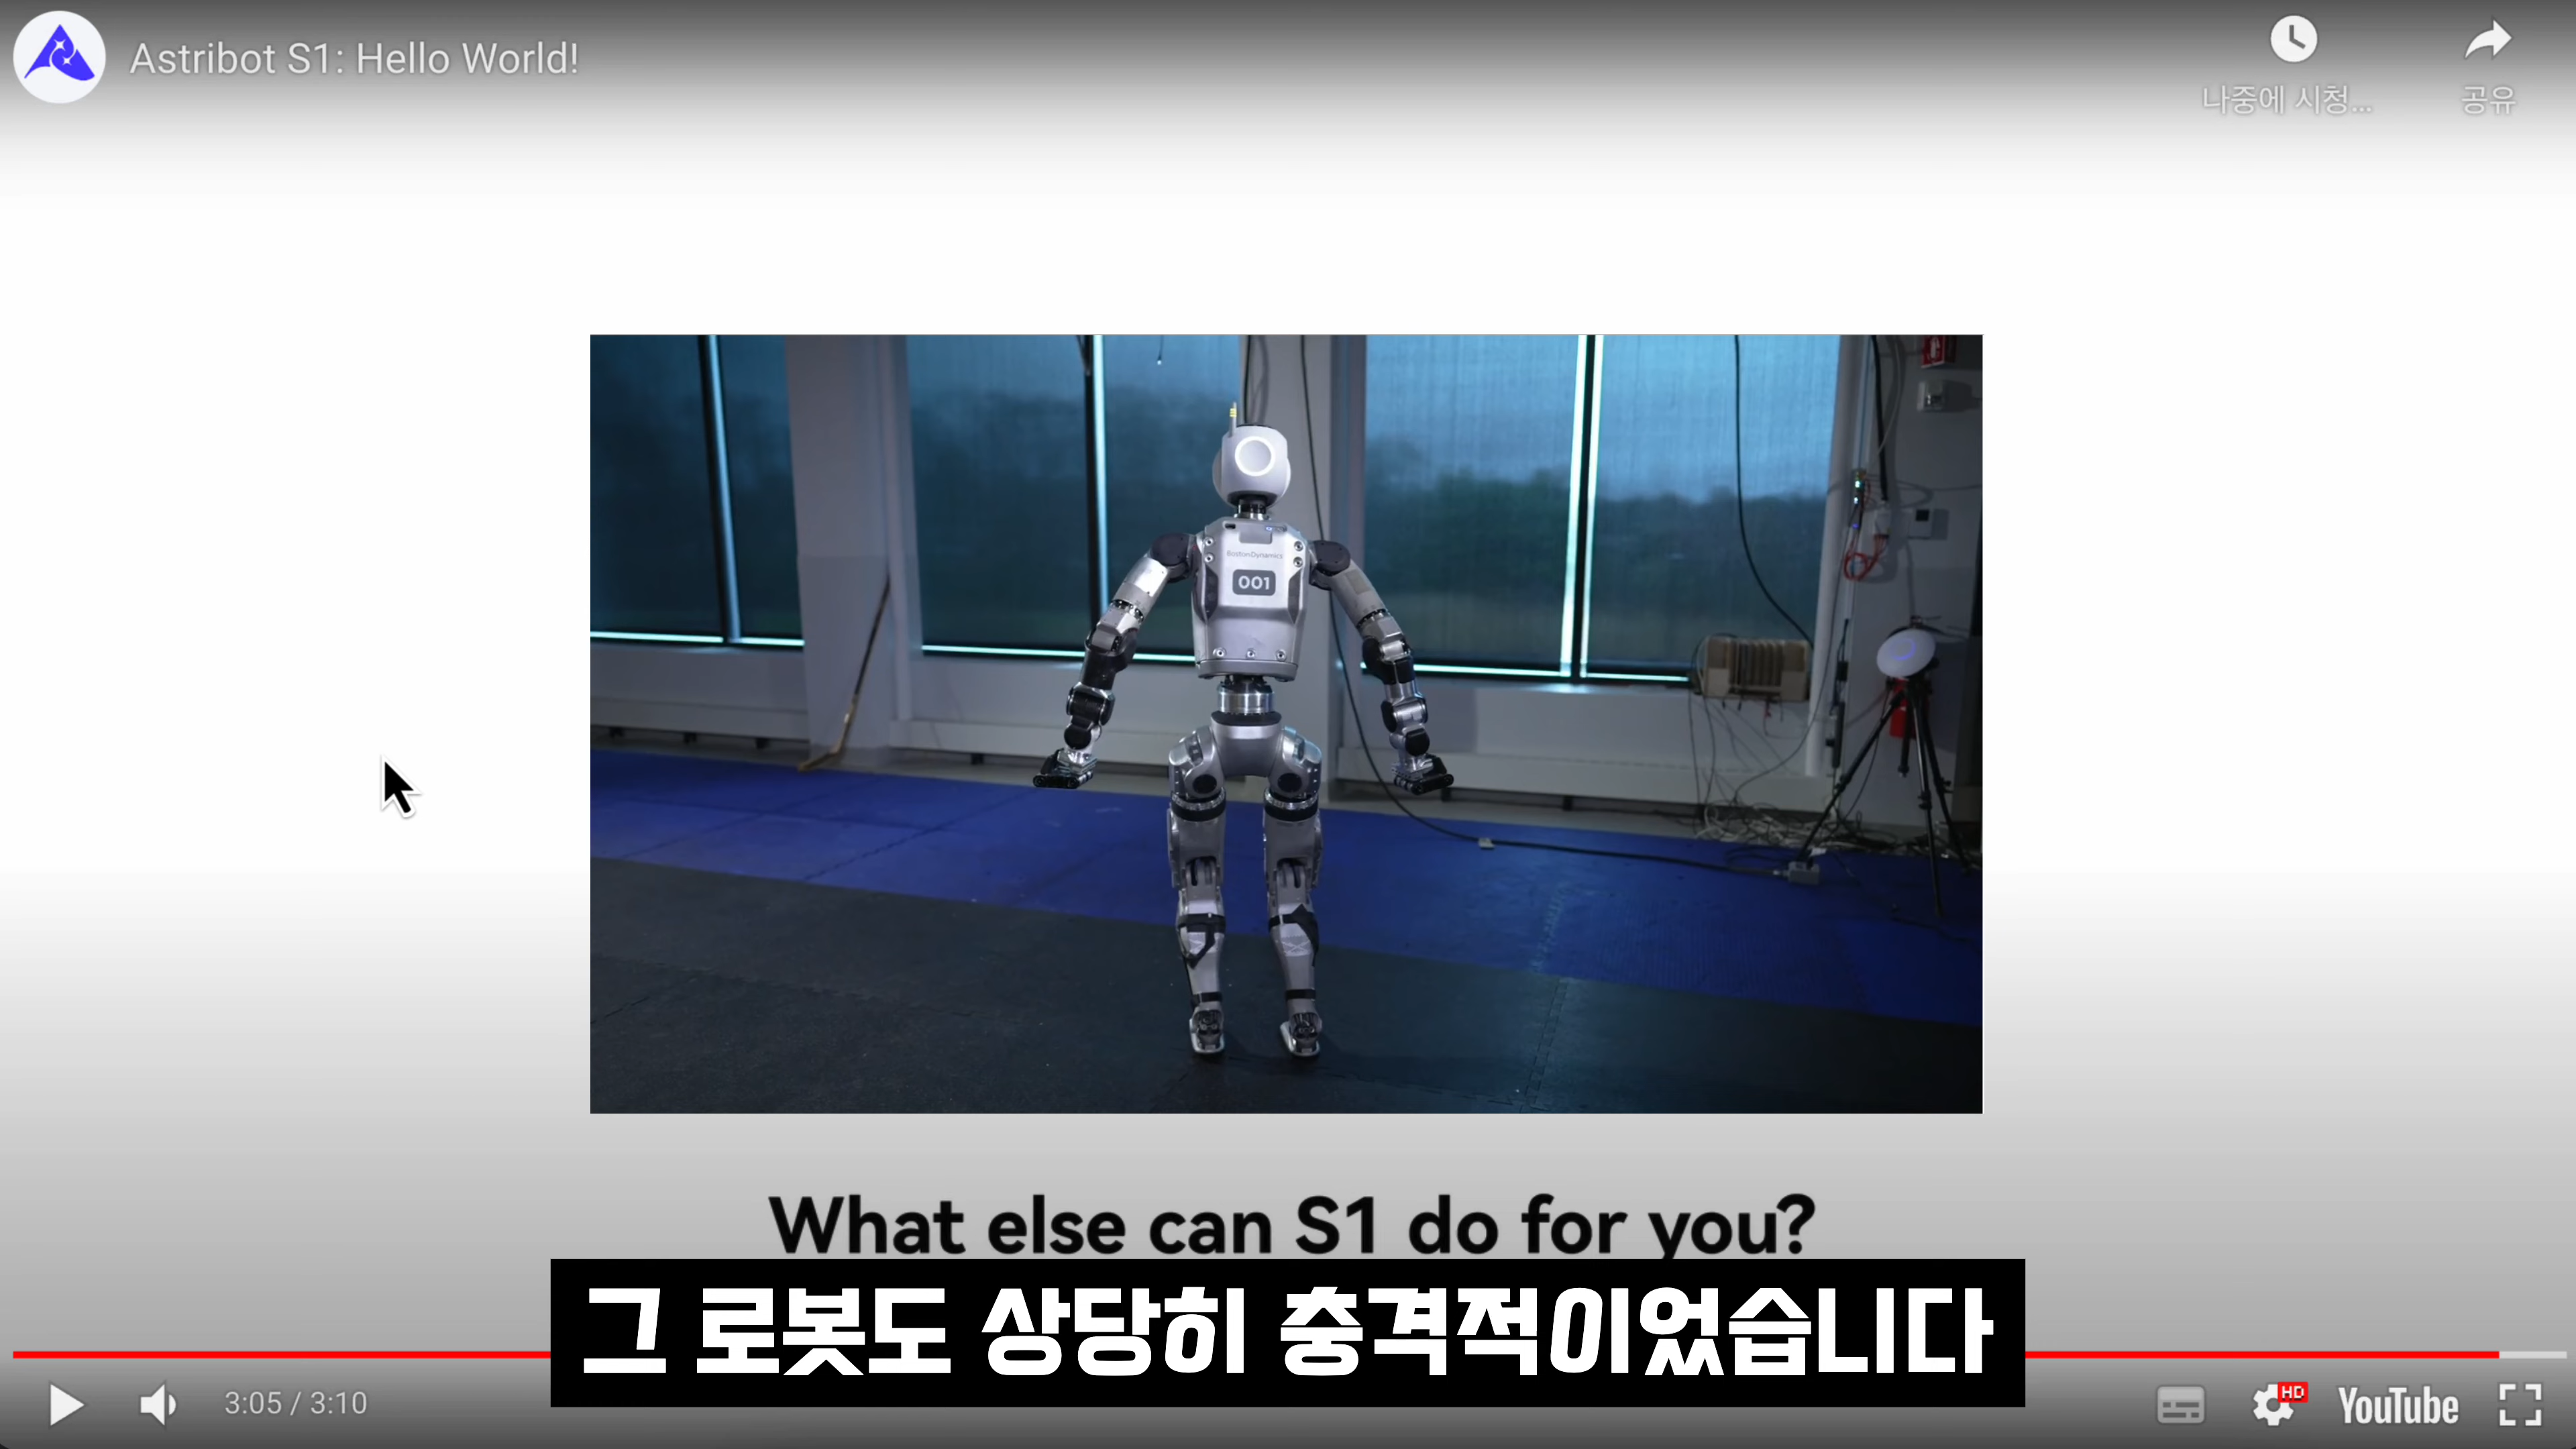 Astribot S1: Hello World!
나중에 시청...
공유
BostonDynamics
001
What else can S1 do for you?
그 로봇도 상당히 충격적이었습니다
3:05 / 3:10
HD
YouTube